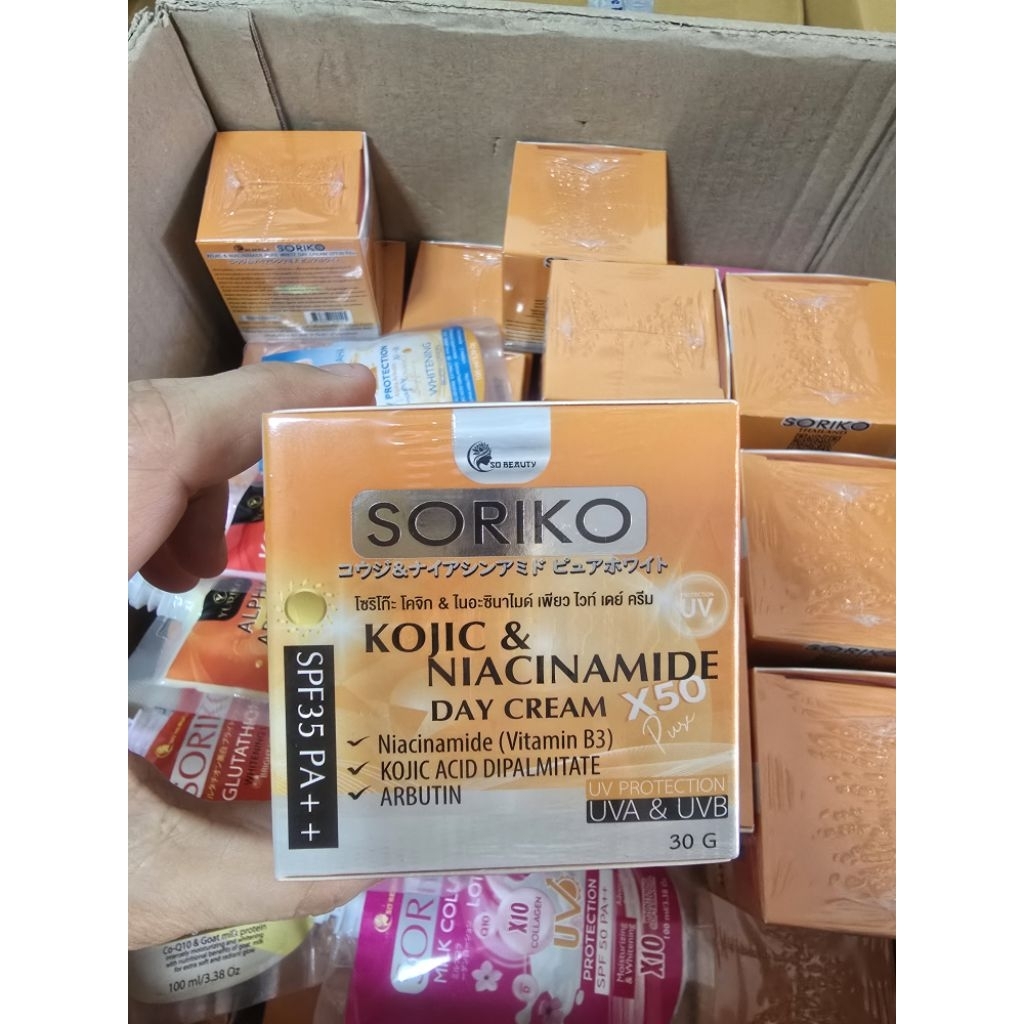 SORIKO
PROTECTION
WHITENING
SORIKO
THAILAND
SO BEAUTY
SORIKO
コウジ&ナイアシンアミド ピュアホワイト
โซริโก๊ะ โคจิก & ไนอะซินาไมด์ เพียว ไวท์ เดย์ ครีม
UV
KOJIC &
NIACINAMIDE
DAY CREAM
X50
Pure
SPF35 PA++
Niacinamide (Vitamin B3)
KOJIC ACID DIPALMITATE
ARBUTIN
UV PROTECTION
UVA & UVB
30 G
SORIKO
GLUTATHIO
WHITENING
Co-Q10 & Goat milk protein
100 ml/3.38 Oz
SORI
MILK COLL
Q10
X10
COLLAGEN
UV
PROTECTION
SPF 50 PA++
Moisturizing
& Whitening
X10